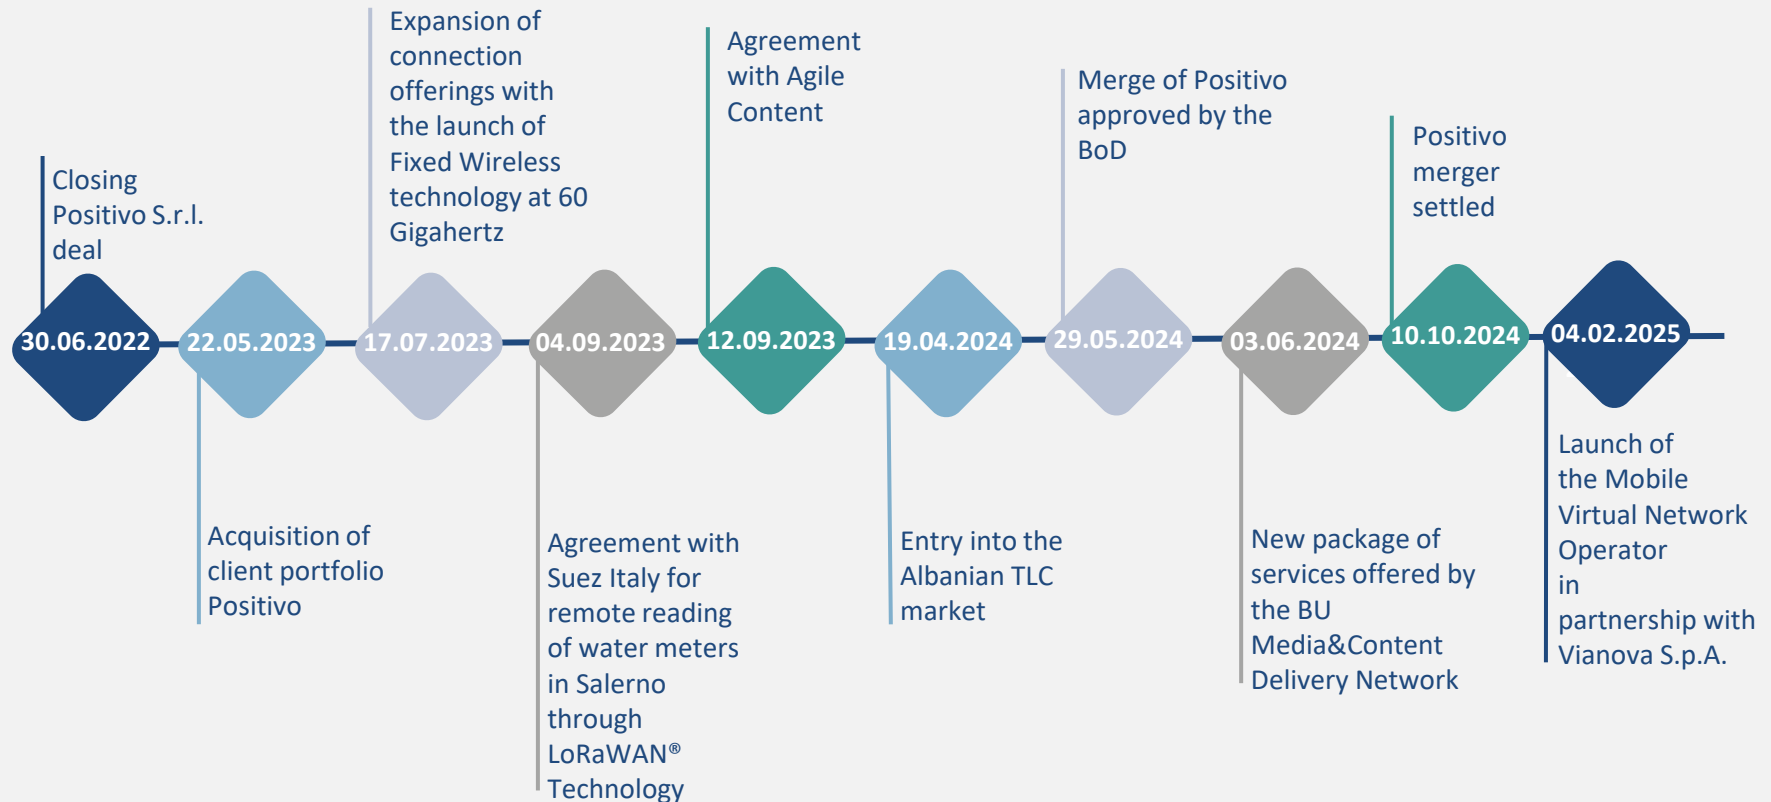 30.06.2022
Closing
Positivo S.r.l.
deal
22.05.2023
Acquisition of
client portfolio
Positivo
17.07.2023
Expansion of
connection
offerings with
the launch of
Fixed Wireless
technology at 60
Gigahertz
04.09.2023
Agreement with
Suez Italy for
remote reading
of water meters
in Salerno
through
LoRaWAN®
Technology
12.09.2023
Agreement
with Agile
Content
19.04.2024
Entry into the
Albanian TLC
market
29.05.2024
Merge of Positivo
approved by the
BoD
03.06.2024
New package of
services offered by
the BU
Media&Content
Delivery Network
10.10.2024
Positivo
merger
settled
04.02.2025
Launch of
the Mobile
Virtual Network
Operator
in
partnership with
Vianova S.p.A.